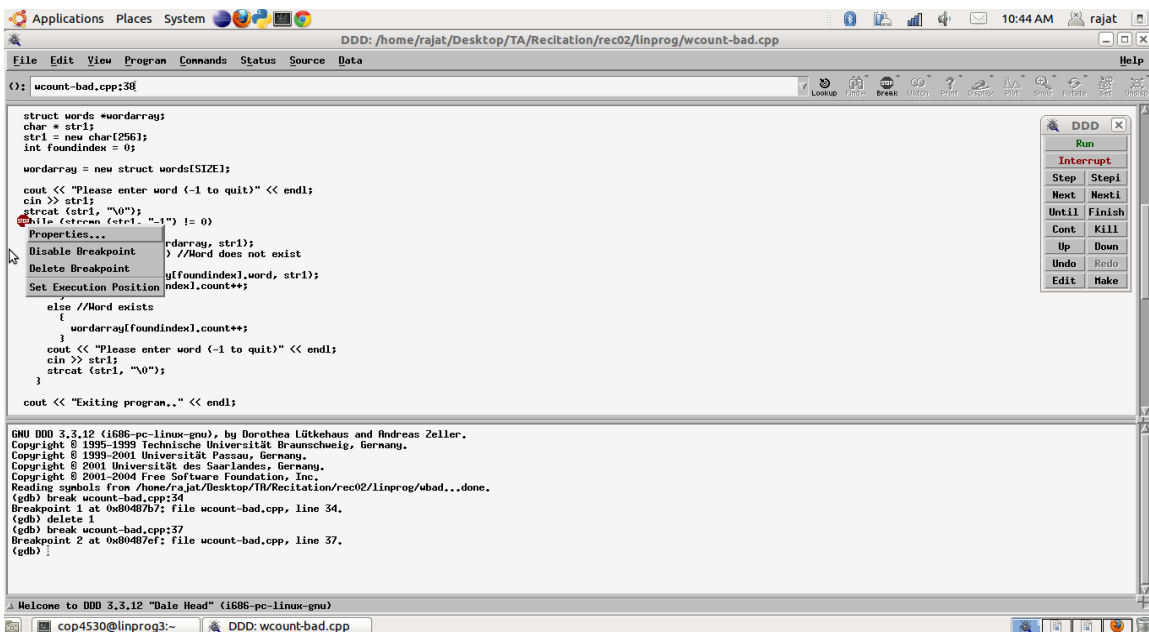 Applications Places System 10:44 AM rajat
DDD: /home/rajat/Desktop/TA/Recitation/rec02/linprog/wcount-bad.cpp
File Edit View Program Commands Status Source Data Help
(): wcount-bad.cpp:38
Lookup Find» Break Watch Print Display Plot Show Rotate Set Undisp
struct words *wordarray;
char * str1;
str1 = new char[256];
int foundindex = 0;
wordarray = new struct words[SIZE];
cout << "Please enter word (-1 to quit)" << endl;
cin >> str1;
strcat (str1, "\0");
while (strcmp (str1, "-1") != 0)
rdarray, str1);
) //Word does not exist
y[foundindex].word, str1);
ndex].count++;
}
else //Word exists
{
wordarray[foundindex].count++;
}
cout << "Please enter word (-1 to quit)" << endl;
cin >> str1;
strcat (str1, "\0");
}
cout << "Exiting program.." << endl;
Properties...
Disable Breakpoint
Delete Breakpoint
Set Execution Position
DDD
Run
Interrupt
Step Stepi
Next Nexti
Until Finish
Cont Kill
Up Down
Undo Redo
Edit Make
GNU DDD 3.3.12 (i686-pc-linux-gnu), by Dorothea Lütkehaus and Andreas Zeller.
Copyright © 1995-1999 Technische Universität Braunschweig, Germany.
Copyright © 1999-2001 Universität Passau, Germany.
Copyright © 2001 Universität des Saarlandes, Germany.
Copyright © 2001-2004 Free Software Foundation, Inc.
Reading symbols from /home/rajat/Desktop/TA/Recitation/rec02/linprog/wbad...done.
(gdb) break wcount-bad.cpp:34
Breakpoint 1 at 0x80487b7: file wcount-bad.cpp, line 34.
(gdb) delete 1
(gdb) break wcount-bad.cpp:37
Breakpoint 2 at 0x80487ef: file wcount-bad.cpp, line 37.
(gdb)
Welcome to DDD 3.3.12 "Dale Head" (i686-pc-linux-gnu)
cop4530@linprog3:~ DDD: wcount-bad.cpp